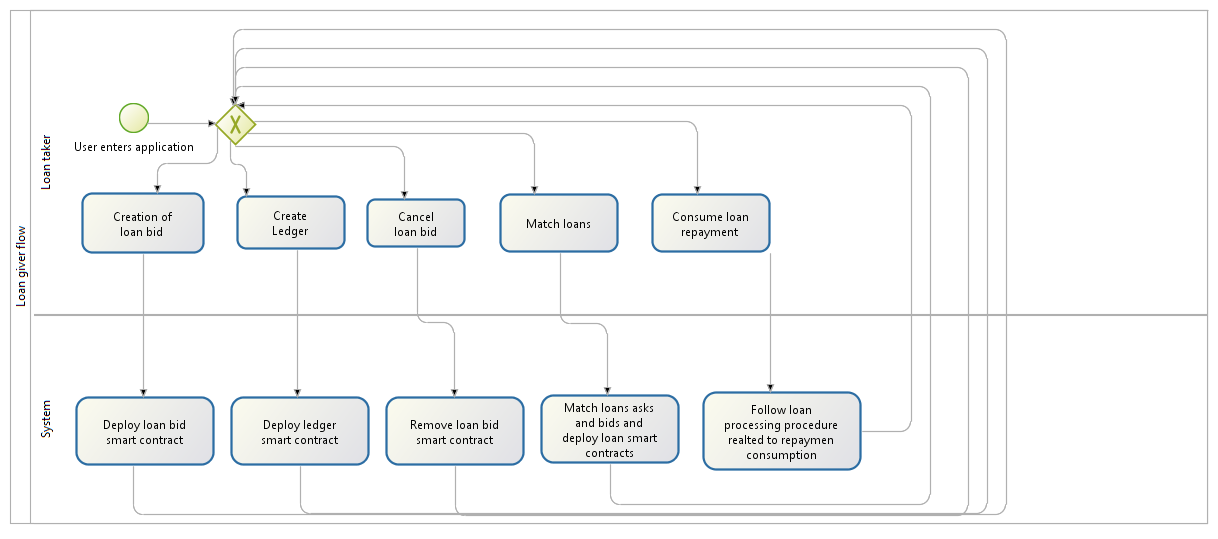 Loan giver flow
Loan taker
User enters application
Creation of
loan bid
Create
Ledger
Cancel
loan bid
Match loans
Consume loan
repayment
System
Deploy loan bid
smart contract
Deploy ledger
smart contract
Remove loan bid
smart contract
Match loans asks
and bids and
deploy loan smart
contracts
Follow loan
processing procedure
realted to repaymen
consumption